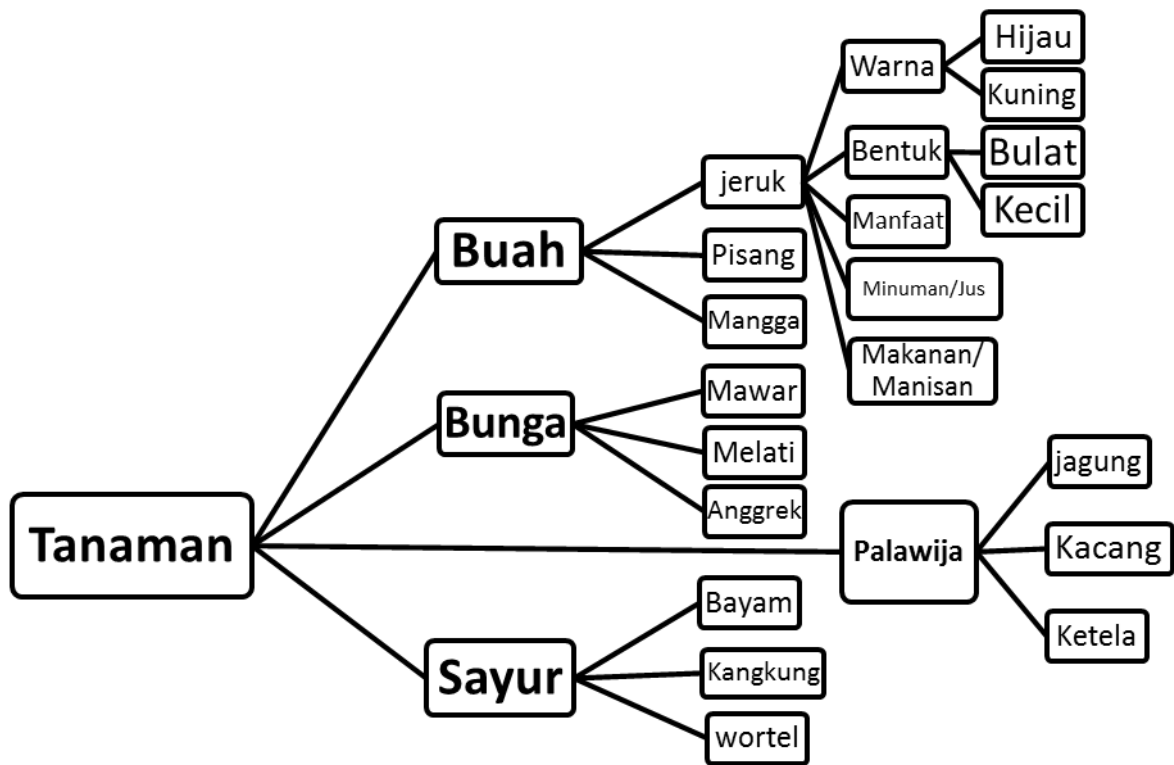 Tanaman
Buah
jeruk
Warna
Hijau
Kuning
Bentuk
Bulat
Kecil
Manfaat
Minuman/Jus
Makanan/
Manisan
Pisang
Mangga
Bunga
Mawar
Melati
Anggrek
Palawija
jagung
Kacang
Ketela
Sayur
Bayam
Kangkung
wortel